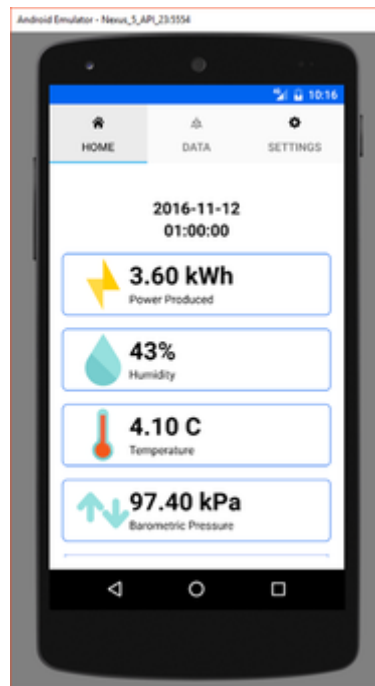 Android Emulator - Nexus_5_API_23:5554
10:16
HOME DATA SETTINGS
2016-11-12
01:00:00
3.60 kWh
Power Produced
43%
Humidity
4.10 C
Temperature
97.40 kPa
Barometric Pressure